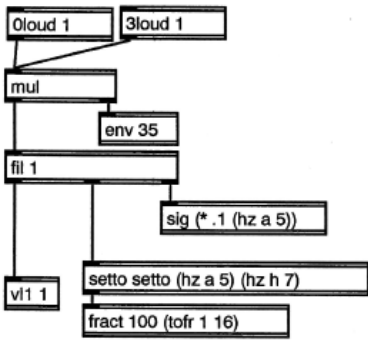 0loud 1
3loud 1
mul
env 35
fil 1
sig (* .1 (hz a 5))
setto setto (hz a 5) (hz h 7)
vl1 1
fract 100 (tofr 1 16)